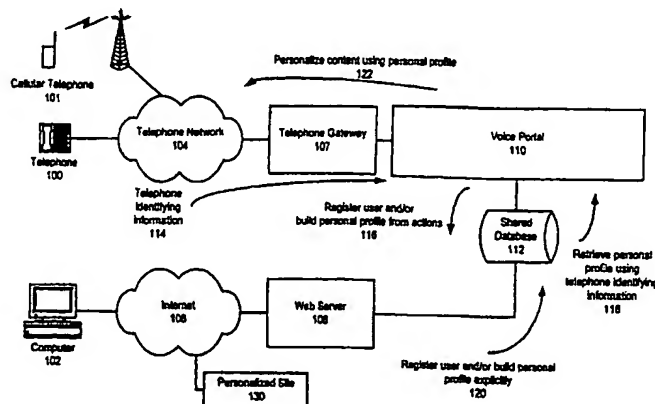 Personalize content using personal profile
122
Cellular Telephone
101
Telephone Network
104
Telephone Gateway
107
Voice Portal
110
Telephone
100
Telephone
Identifying
Information
114
Register user and/or
build personal profile from actions
116
Shared
Database
112
Retrieve personal
profile using
telephone identifying
information
118
Internet
106
Web Server
108
Computer
102
Register user and/or build personal
profile explicitly
120
Personalized Site
130